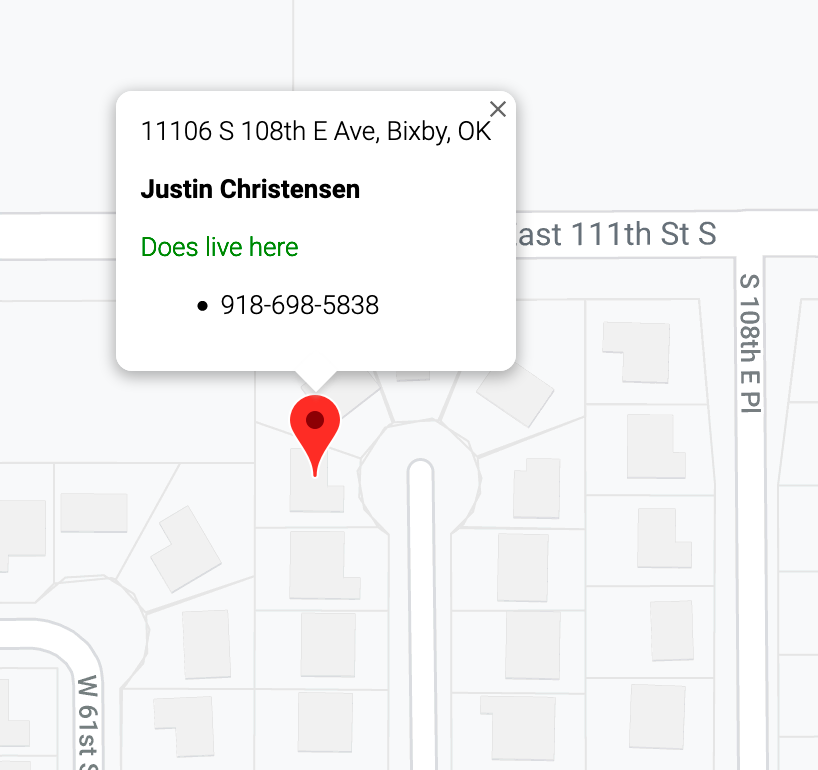 11106 S 108th E Ave, Bixby, OK
Justin Christensen
Does live here
918-698-5838
ast 111th St S
S 108th E Pl
W 61st S